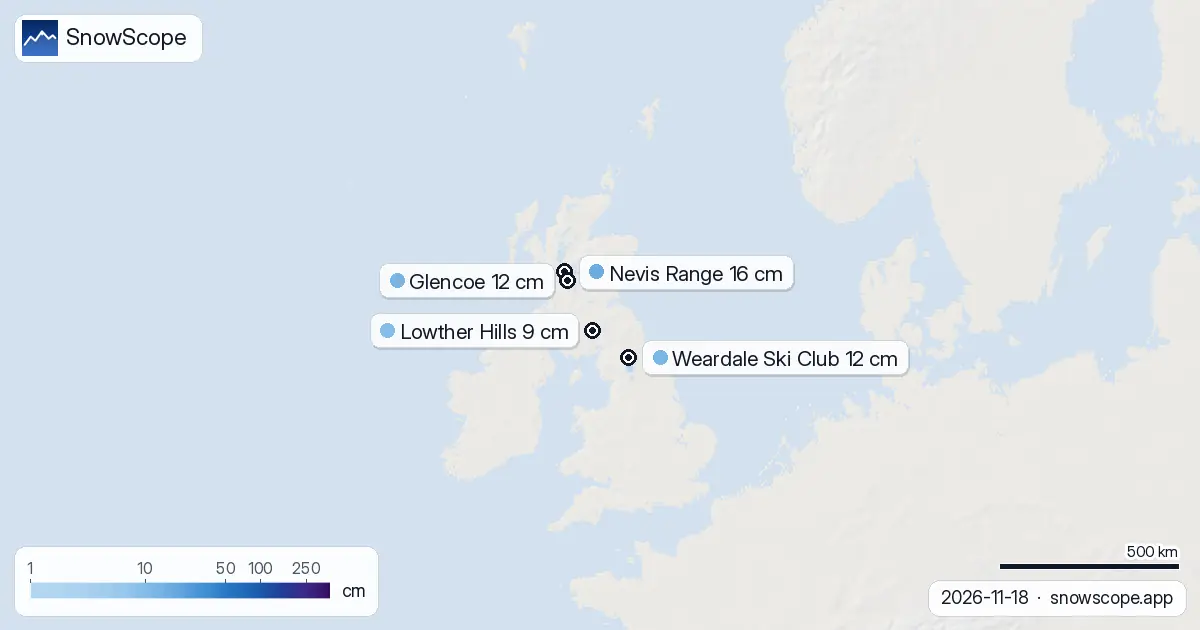 SnowScope
Glencoe 12 cm
Nevis Range 16 cm
Lowther Hills 9 cm
Weardale Ski Club 12 cm
1 10 50 100 250
cm
500 km
2026-11-18 · snowscope.app